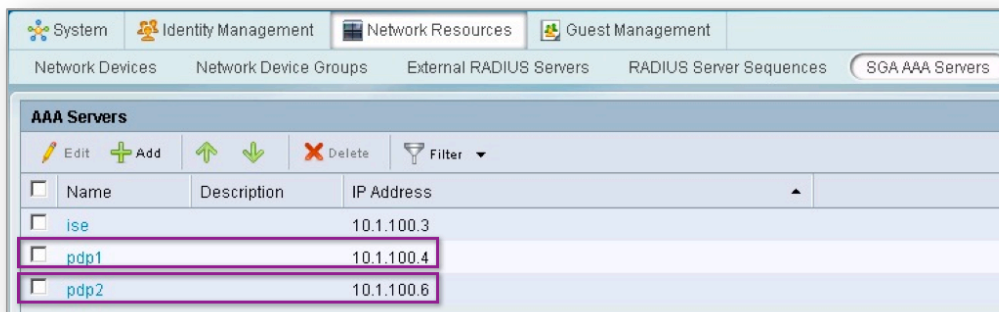 System Identity Management Network Resources Guest Management
Network Devices Network Device Groups External RADIUS Servers RADIUS Server Sequences SGA AAA Servers
AAA Servers
Edit Add Delete Filter
Name Description IP Address
ise 10.1.100.3
pdp1 10.1.100.4
pdp2 10.1.100.6